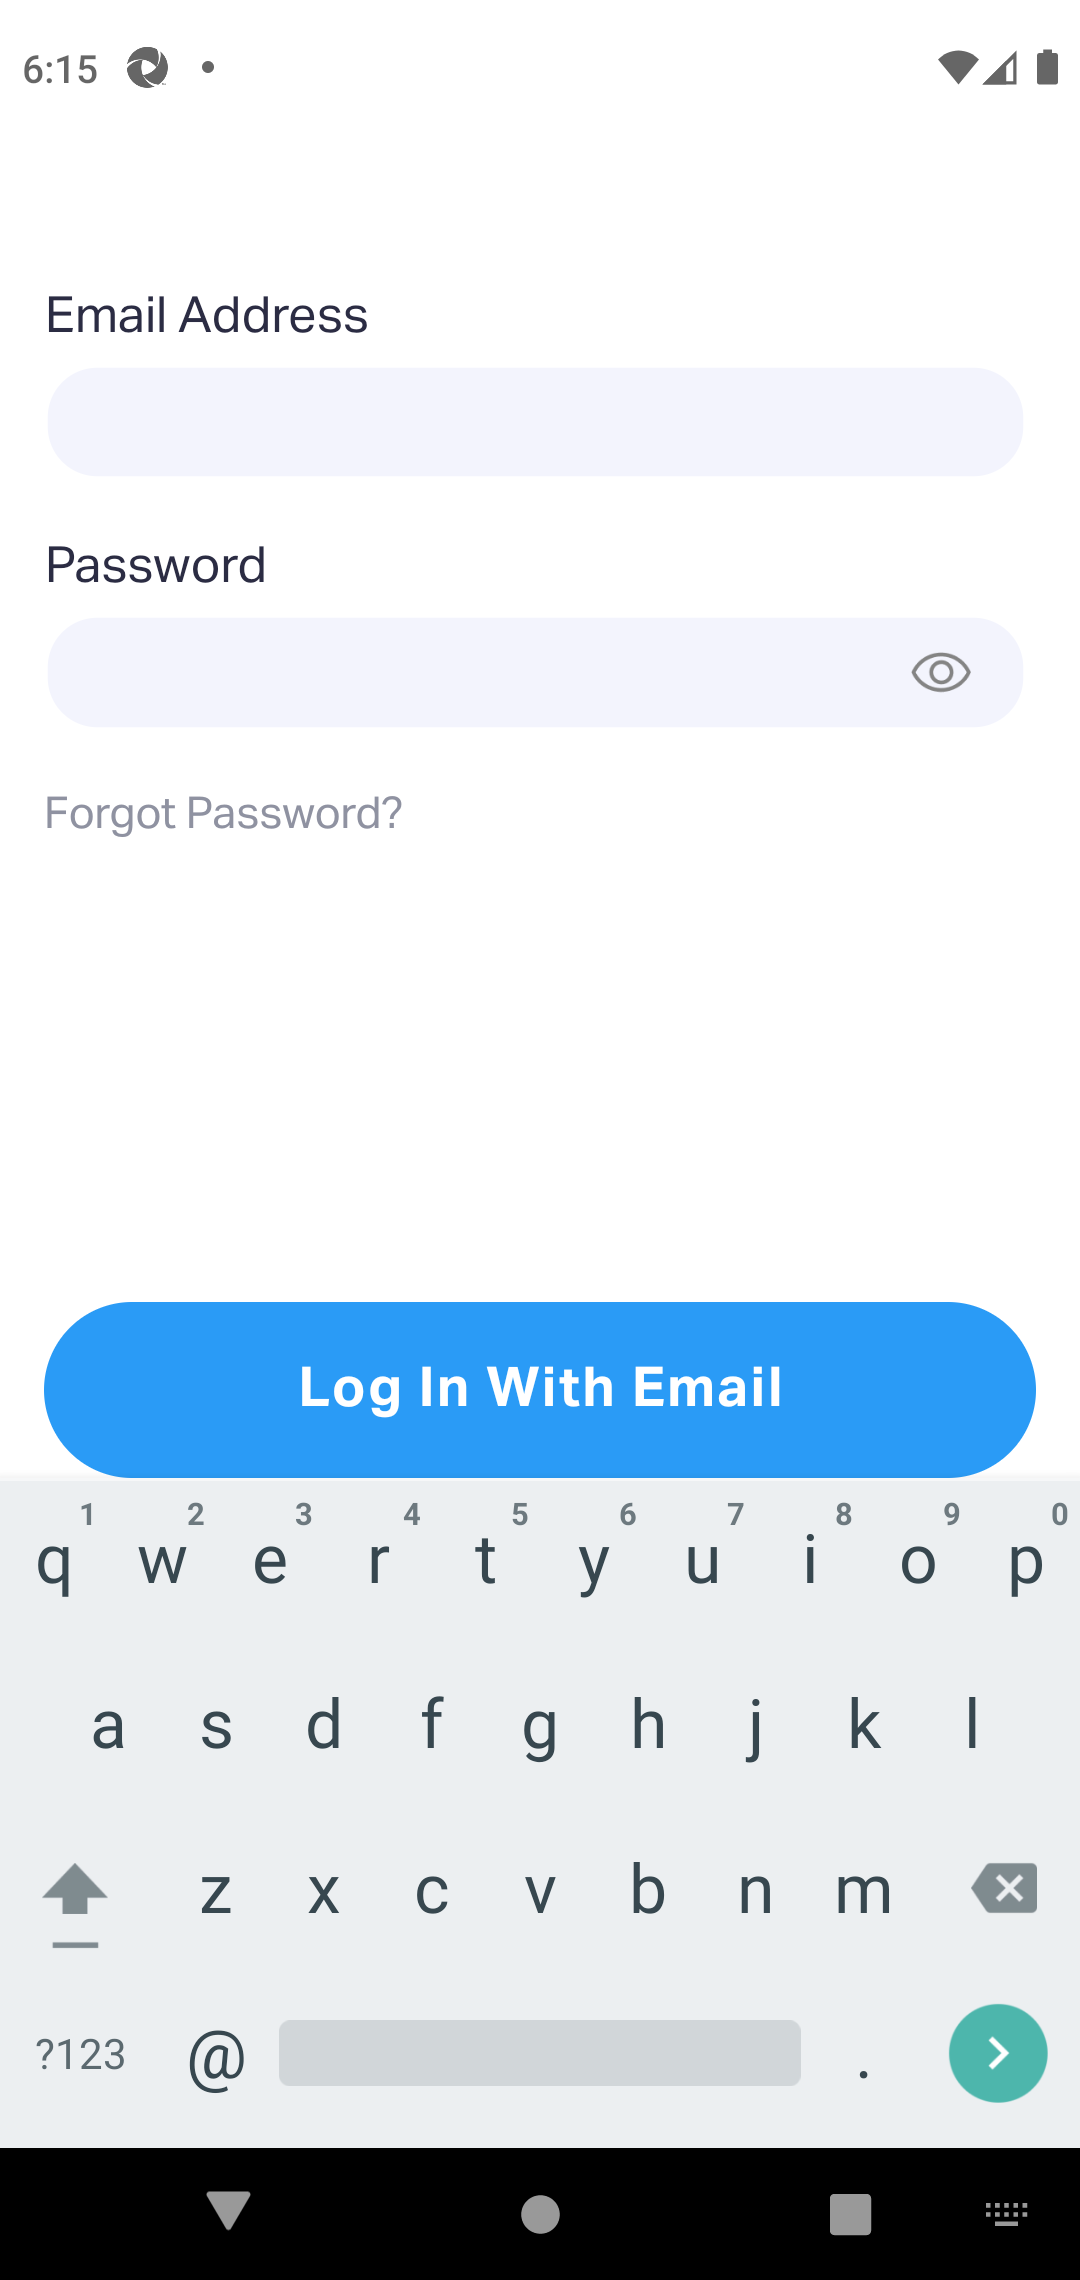 6:15
Email Address
Password
Forgot Password?
Log In With Email
1 2 3 4 5 6 7 8 9 0
q w e r t y u i o p
a s d f g h j k l
z x c v b n m
?123 @ .